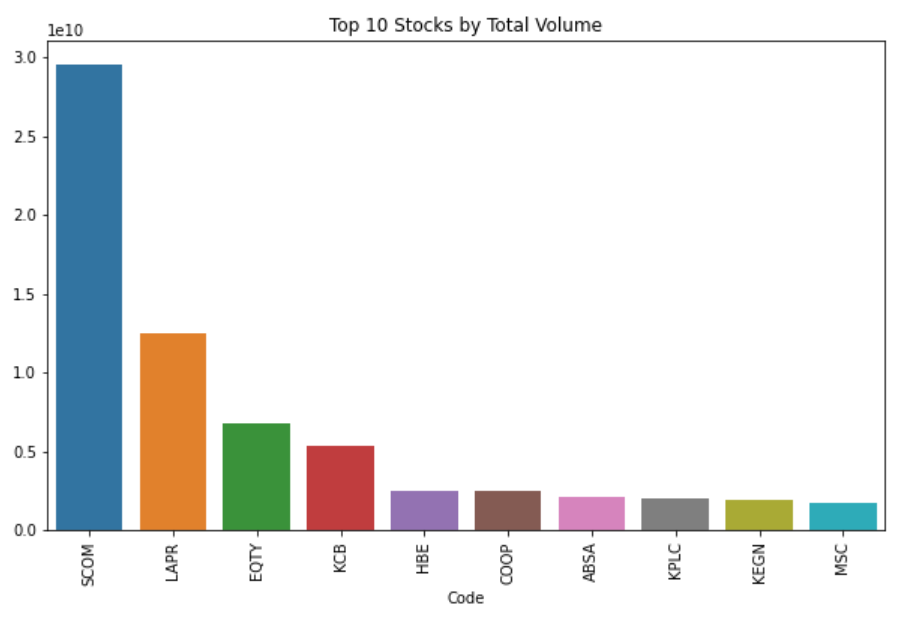 Top 10 Stocks by Total Volume
1e10
3.0
2.5
2.0
1.5
1.0
0.5
0.0
SCOM LAPR EQTY KCB HBE COOP ABSA KPLC KEGN MSC
Code